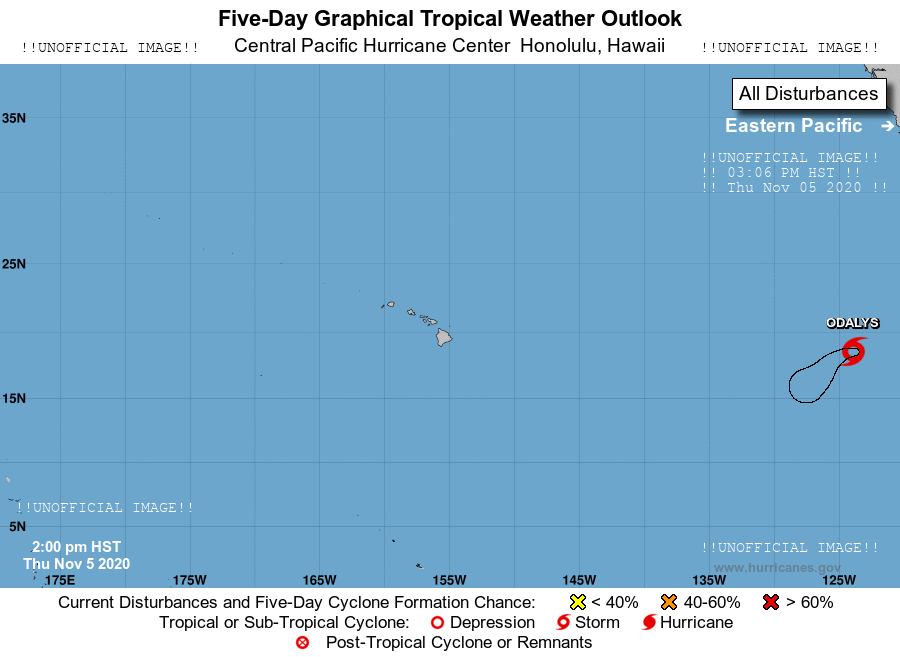 Five-Day Graphical Tropical Weather Outlook
!!UNOFFICIAL IMAGE!! Central Pacific Hurricane Center Honolulu, Hawaii !!UNOFFICIAL IMAGE!!
All Disturbances
35N
Eastern Pacific ➔
!!UNOFFICIAL IMAGE!!
!! 03:06 PM HST !!
!! Thu Nov 05 2020 !!
25N
ODALYS
15N
!!UNOFFICIAL IMAGE!!
5N
2:00 pm HST
Thu Nov 5 2020
!!UNOFFICIAL IMAGE!!
www.hurricanes.gov
175E 175W 165W 155W 145W 135W 125W
Current Disturbances and Five-Day Cyclone Formation Chance: < 40% 40-60% > 60%
Tropical or Sub-Tropical Cyclone: Depression Storm Hurricane
Post-Tropical Cyclone or Remnants